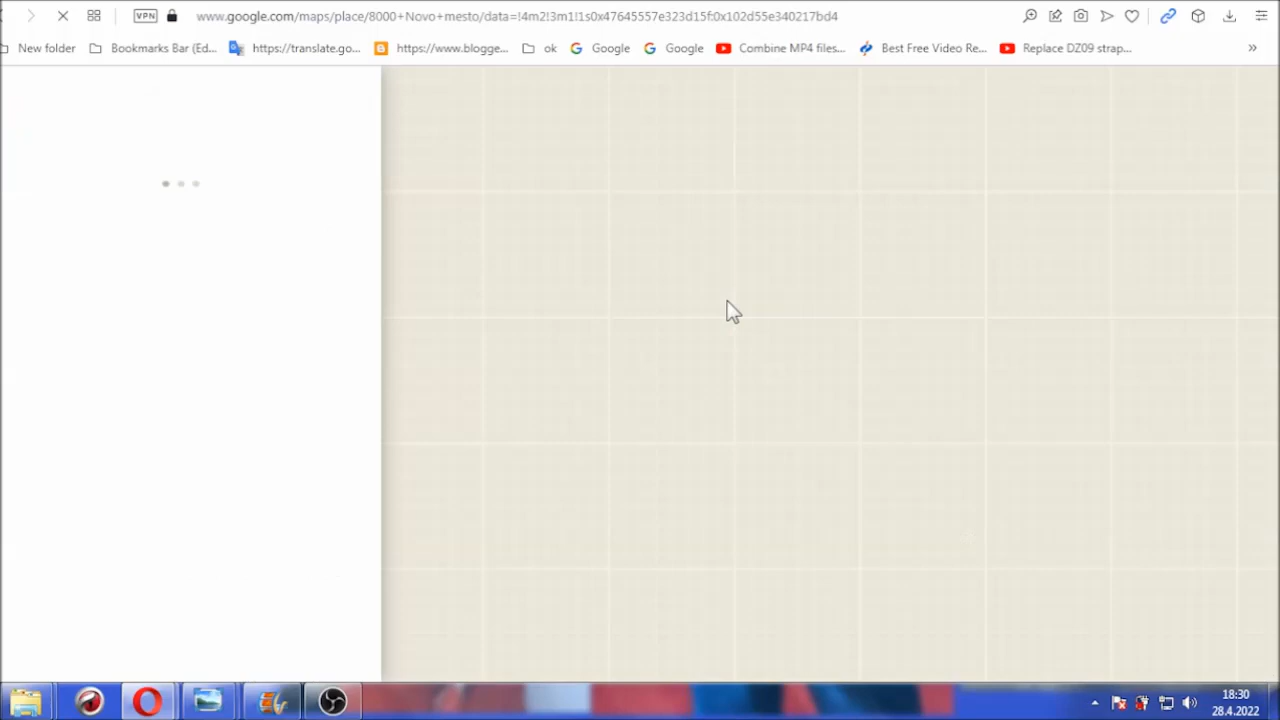 VPN www.google.com/maps/place/8000+Novo+mesto/data=!4m2!3m1!1s0x47645557e323d15f:0x102d55e340217bd4
New folder Bookmarks Bar (Ed... https://translate.go... https://www.blogge... ok Google Google Combine MP4 files... Best Free Video Re... Replace DZ09 strap... »
18:30
28.4.2022